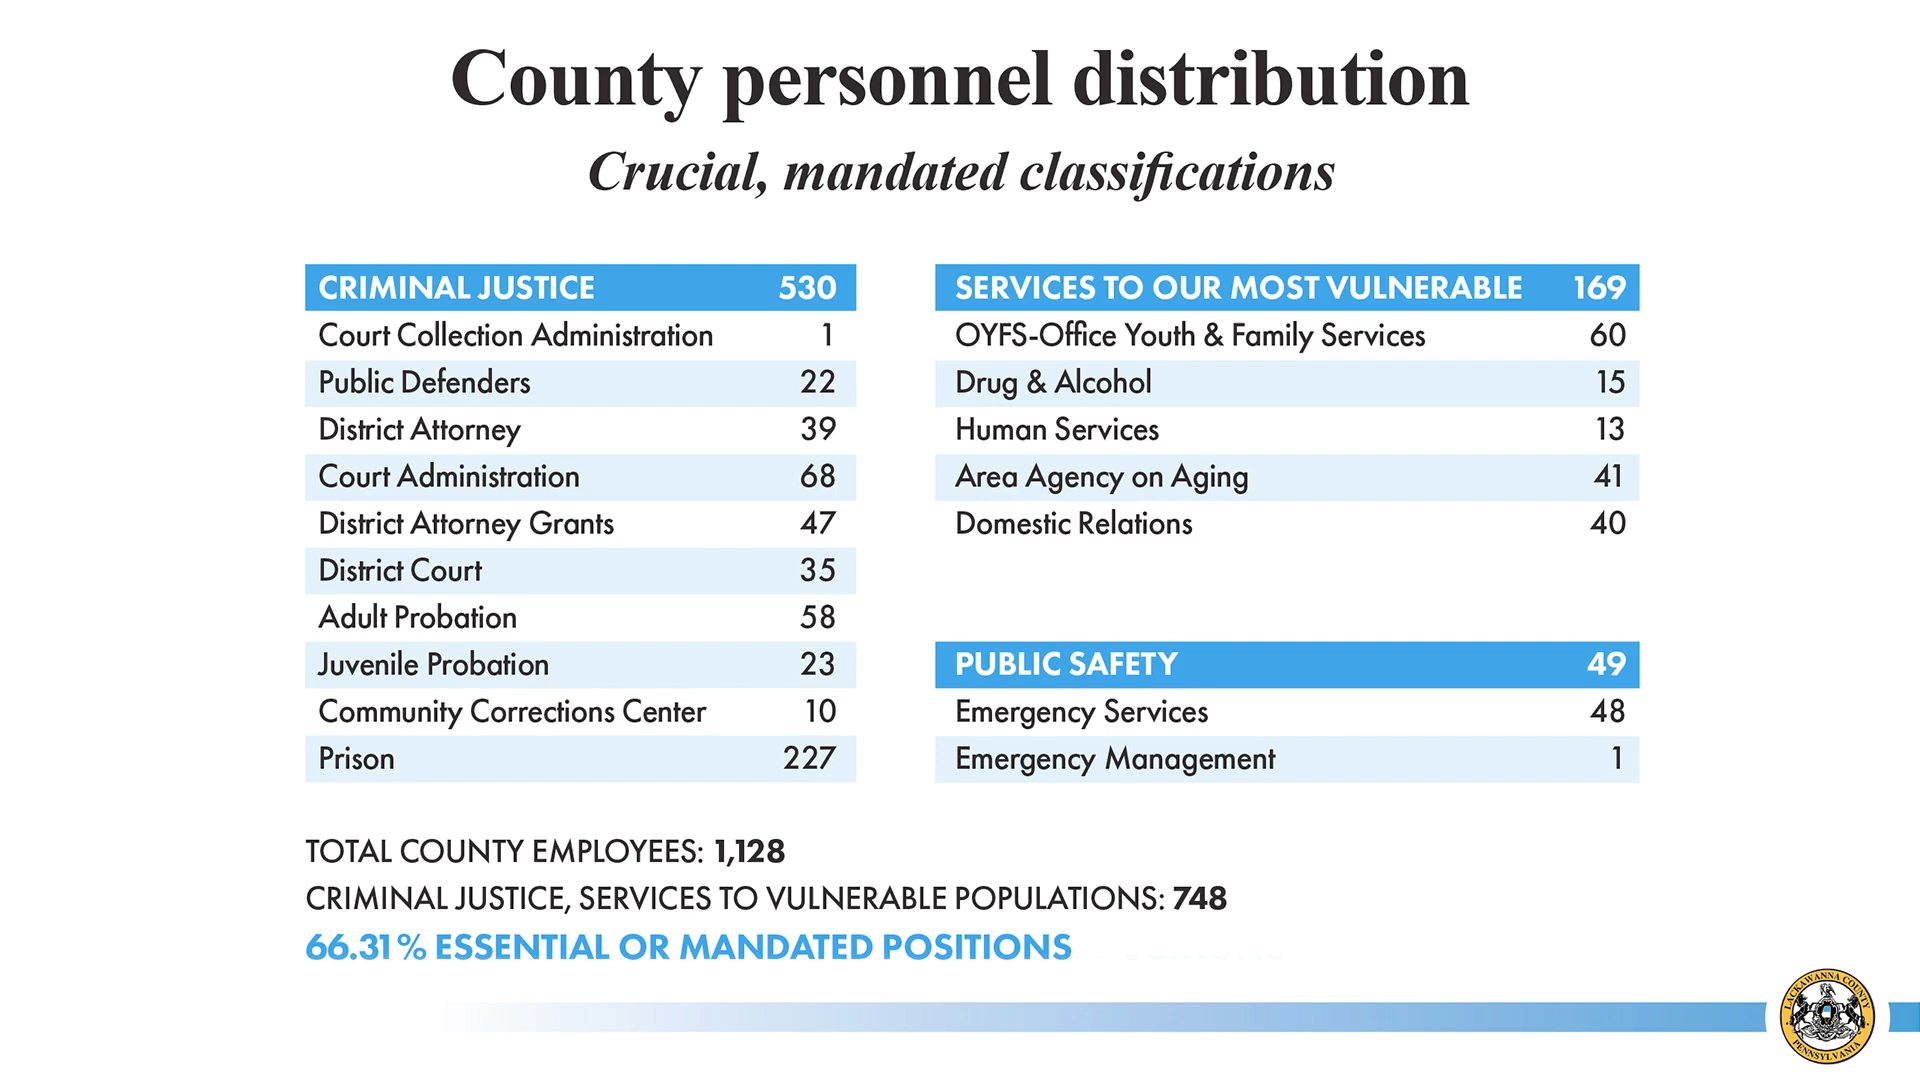 County personnel distribution
Crucial, mandated classifications
CRIMINAL JUSTICE 530
Court Collection Administration 1
Public Defenders 22
District Attorney 39
Court Administration 68
District Attorney Grants 47
District Court 35
Adult Probation 58
Juvenile Probation 23
Community Corrections Center 10
Prison 227
SERVICES TO OUR MOST VULNERABLE 169
OYFS-Office Youth & Family Services 60
Drug & Alcohol 15
Human Services 13
Area Agency on Aging 41
Domestic Relations 40
PUBLIC SAFETY 49
Emergency Services 48
Emergency Management 1
TOTAL COUNTY EMPLOYEES: 1,128
CRIMINAL JUSTICE, SERVICES TO VULNERABLE POPULATIONS: 748
66.31% ESSENTIAL OR MANDATED POSITIONS
LACKAWANNA COUNTY
PENNSYLVANIA